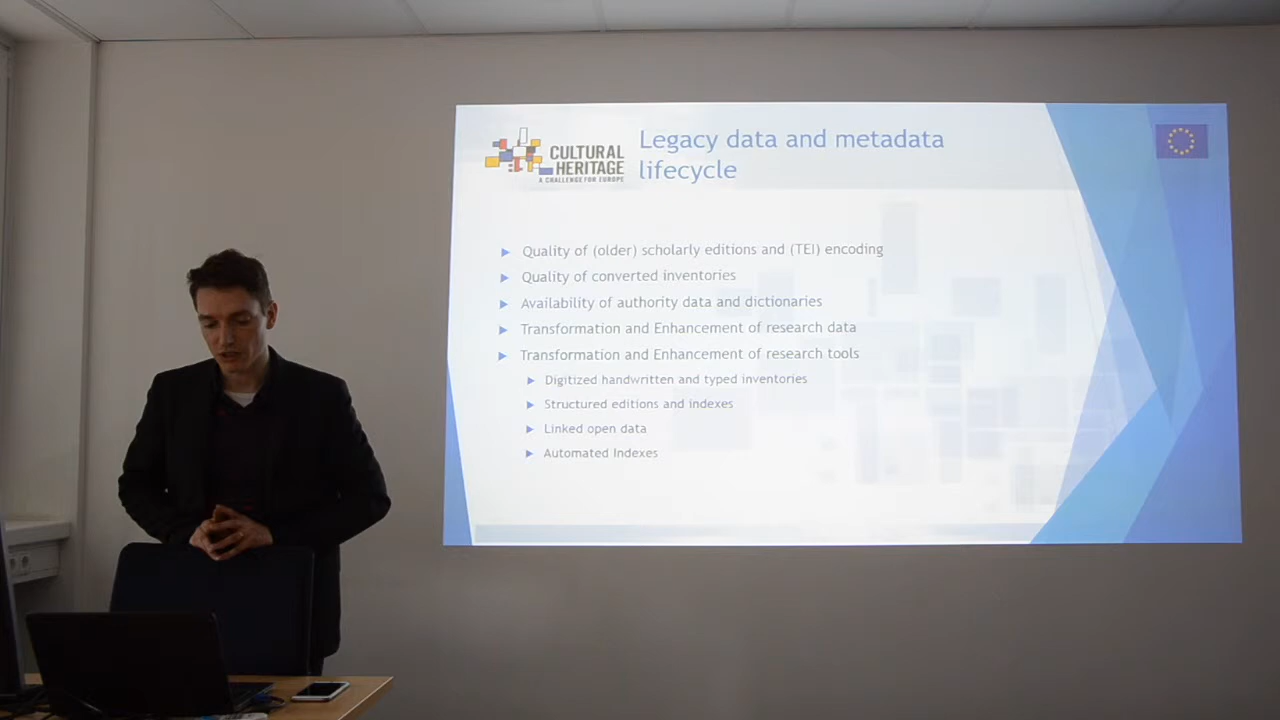 CULTURAL
HERITAGE
A CHALLENGE FOR EUROPE
Legacy data and metadata
lifecycle
Quality of (older) scholarly editions and (TEI) encoding
Quality of converted inventories
Availability of authority data and dictionaries
Transformation and Enhancement of research data
Transformation and Enhancement of research tools
Digitized handwritten and typed inventories
Structured editions and indexes
Linked open data
Automated Indexes